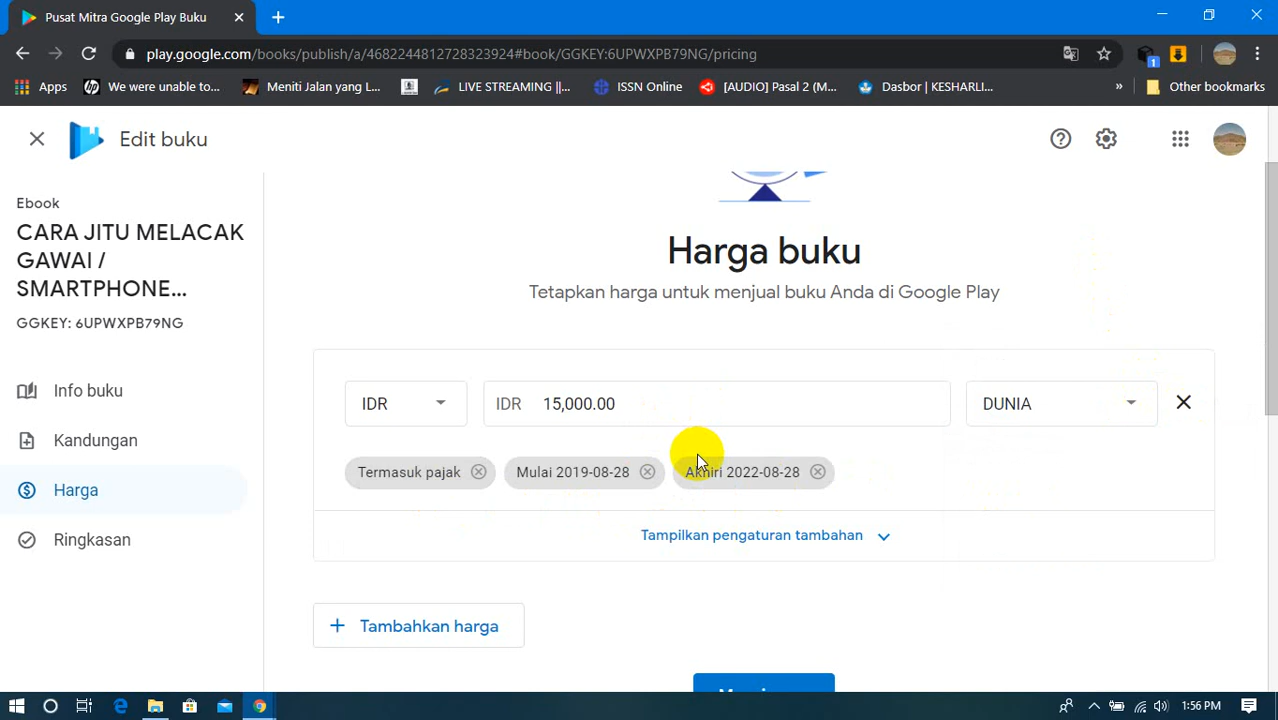 Pusat Mitra Google Play Buku
play.google.com/books/publish/a/4682244812728323924#book/GGKEY:6UPWXPB79NG/pricing
1
Apps
We were unable to...
Meniti Jalan yang L...
LIVE STREAMING ||...
ISSN Online
[AUDIO] Pasal 2 (M...
Dasbor | KESHARLI...
»
Other bookmarks
Edit buku
Ebook
CARA JITU MELACAK
GAWAI /
SMARTPHONE...
GGKEY: 6UPWXPB79NG
Info buku
Kandungan
Harga
Ringkasan
Harga buku
Tetapkan harga untuk menjual buku Anda di Google Play
IDR
IDR 15,000.00
DUNIA
Termasuk pajak
Mulai 2019-08-28
Akhiri 2022-08-28
Tampilkan pengaturan tambahan
+ Tambahkan harga
1:56 PM